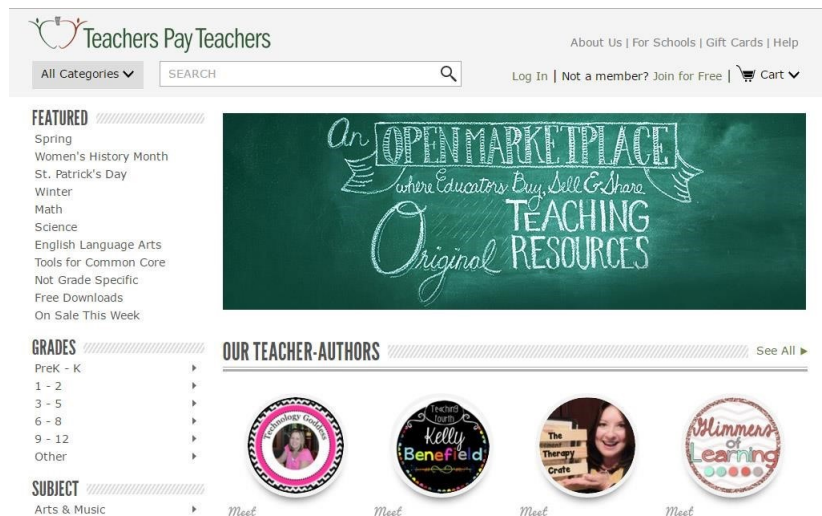 Teachers Pay Teachers
About Us | For Schools | Gift Cards | Help
All Categories
SEARCH
Log In | Not a member? Join for Free | Cart
FEATURED
Spring
Women's History Month
St. Patrick's Day
Winter
Math
Science
English Language Arts
Tools for Common Core
Not Grade Specific
Free Downloads
On Sale This Week
An OPEN MARKETPLACE
where Educators Buy, Sell & Share
Original TEACHING
RESOURCES
GRADES
PreK - K
1 - 2
3 - 5
6 - 8
9 - 12
Other
SUBJECT
Arts & Music
OUR TEACHER-AUTHORS
See All
Technology Goddess
Teaching
fourth
Kelly
Benefield
The
Therapy
Crate
Glimmers
of
Learning
Meet
Meet
Meet
Meet